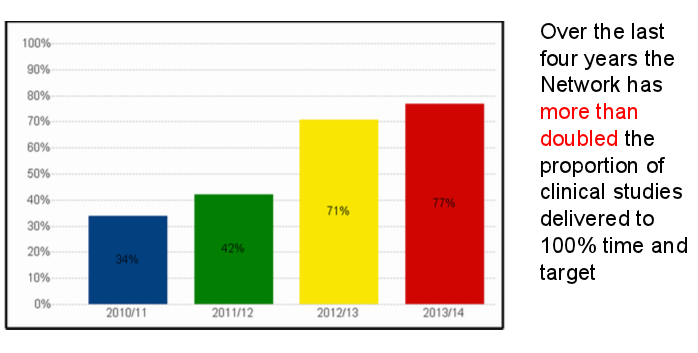 100%
90%
80%
70%
60%
50%
40%
30%
20%
10%
0%
34%
42%
71%
77%
2010/11
2011/12
2012/13
2013/14
Over the last
four years the
Network has
more than
doubled the
proportion of
clinical studies
delivered to
100% time and
target